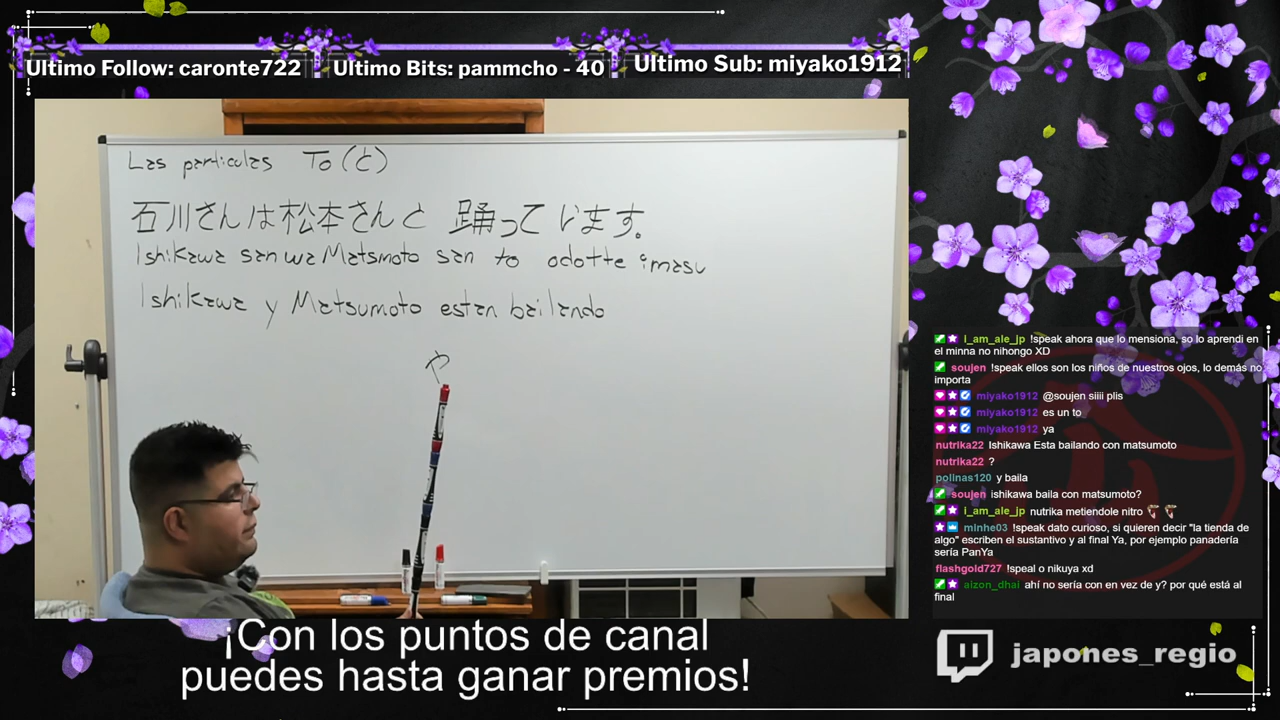 Ultimo Follow: caronte722
Ultimo Bits: pammcho - 40
Ultimo Sub: miyako1912
Las particulas To (と)
石川さんは松本さんと 踊っています。
Ishikawa san wa Matsmoto san to odotte imasu
Ishikawa y Matsumoto estan bailando
や
i_am_ale_jp !speak ahora que lo mensiona, so lo aprendi en
el minna no nihongo XD
soujen !speak ellos son los niños de nuestros ojos, lo demás no
importa
miyako1912 @soujen siiii plis
miyako1912 es un to
miyako1912 ya
nutrika22 Ishikawa Esta bailando con matsumoto
nutrika22 ?
polinas120 y baila
soujen ishikawa baila con matsumoto?
i_am_ale_jp nutrika metiendole nitro
minhe03 !speak dato curioso, si quieren decir "la tienda de
algo" escriben el sustantivo y al final Ya, por ejemplo panadería
sería PanYa
flashgold727 !speal o nikuya xd
aizon_dhai ahí no sería con en vez de y? por qué está al
final
¡Con los puntos de canal
puedes hasta ganar premios!
japones_regio